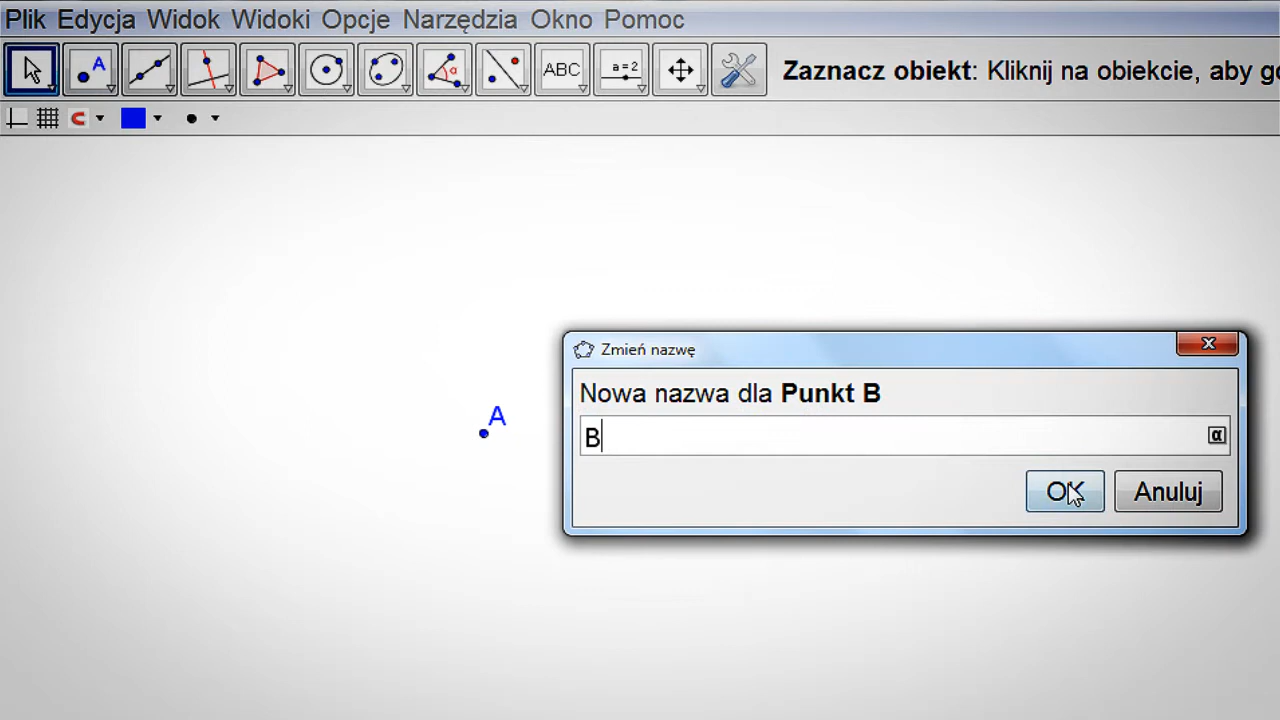 Plik Edycja Widok Widoki Opcje Narzędzia Okno Pomoc
A
α
ABC
a = 2
Zaznacz obiekt: Kliknij na obiekcie, aby
Zmień nazwę
Nowa nazwa dla Punkt B
A
B
α
OK Anuluj